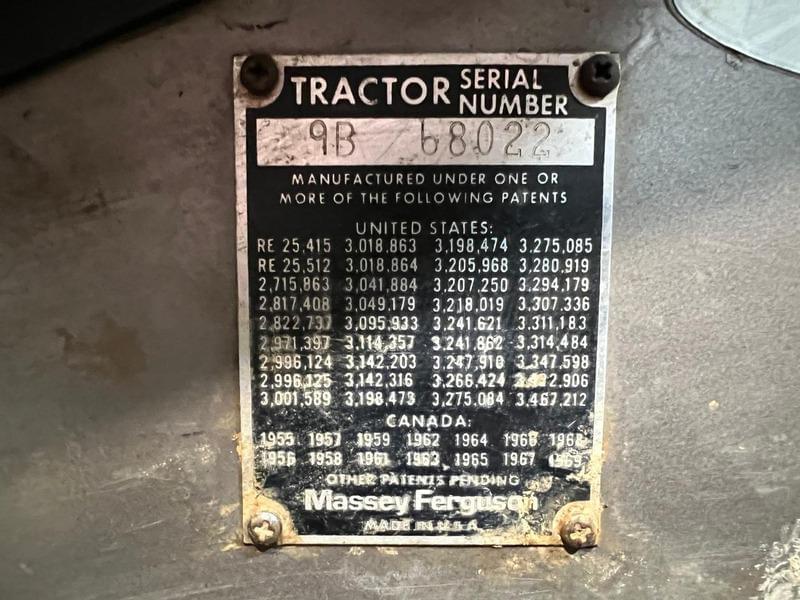 TRACTOR SERIAL NUMBER
9B 68022
MANUFACTURED UNDER ONE OR
MORE OF THE FOLLOWING PATENTS
UNITED STATES:
RE 25,415 3,018,863 3,198,474 3,275,085
RE 25,512 3,018,864 3,205,968 3,280,919
2,715,863 3,041,884 3,207,250 3,294,179
2,817,408 3,049,179 3,218,019 3,307,336
2,822,737 3,095,933 3,241,621 3,311,183
2,971,397 3,114,357 3,241,862 3,314,484
2,996,124 3,142,203 3,247,910 3,347,598
2,996,125 3,142,316 3,266,424
3,001,589 3,198,473 3,275,084 3,467,212
CANADA:
1955 1957 1959 1962 1964 1966 1968
1956 1958 1961 1963 1965 1967 1969
OTHER PATENTS PENDING
Massey Ferguson
MADE IN U.S.A.